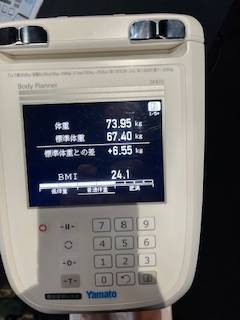 Body Planner
体重 73.95 kg
標準体重 67.40 kg
標準体重との差 +6.55 kg
BMI 24.1
低体重 普通体重 肥満
7 8 9
4 5 6
1 2 3
-T- 0
Yamato